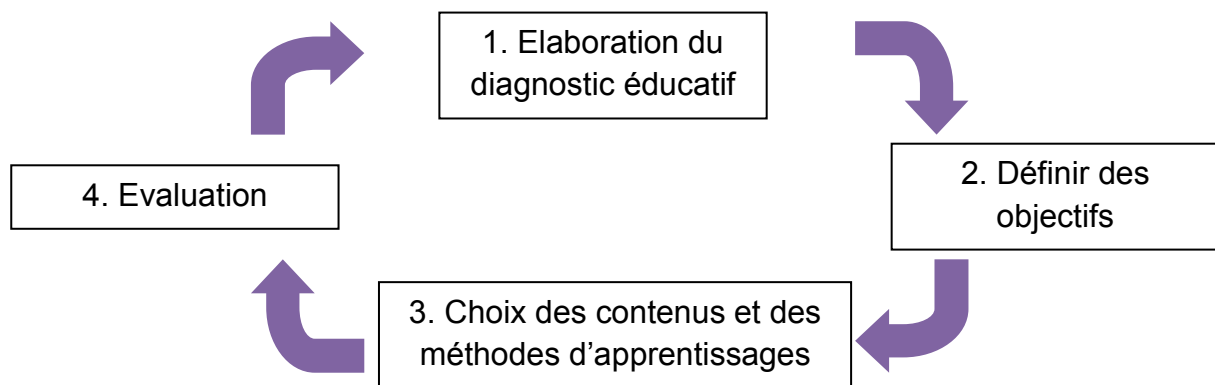 1. Elaboration du
diagnostic éducatif
2. Définir des
objectifs
3. Choix des contenus et des
méthodes d’apprentissages
4. Evaluation